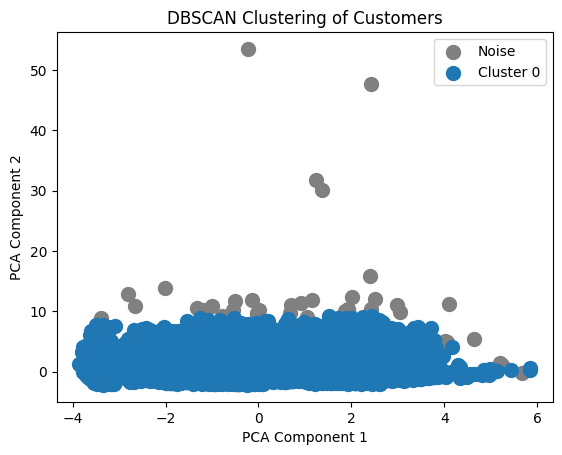 DBSCAN Clustering of Customers
Noise
Cluster 0
PCA Component 2
50
40
30
20
10
0
−4
−2
0
2
4
6
PCA Component 1